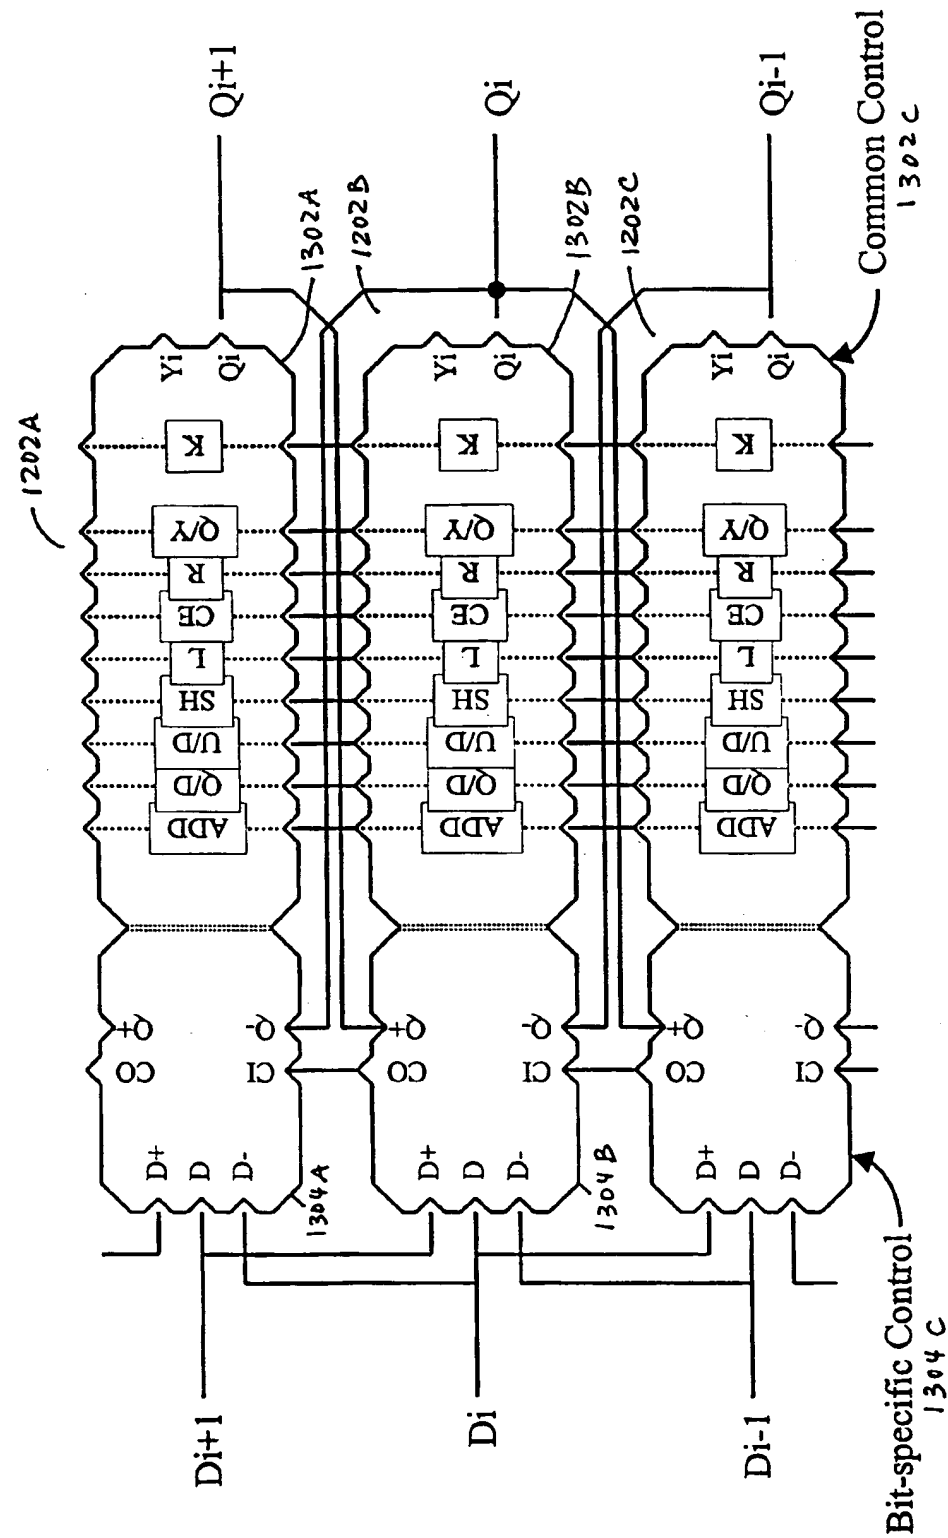 1202A
Di+1
D+
D
D-
CO
CI
Q+
Q-
ADD
Q/D
U/D
SH
L
CE
R
Q/Y
K
Yi
Qi
Qi+1
1304A
1302A
1202B
Di
D+
D
D-
CO
CI
Q+
Q-
ADD
Q/D
U/D
SH
L
CE
R
Q/Y
K
Yi
Qi
Qi
1304B
1302B
1202C
Di-1
D+
D
D-
CO
CI
Q+
Q-
ADD
Q/D
U/D
SH
L
CE
R
Q/Y
K
Yi
Qi
Qi-1
Bit-specific Control
1304C
Common Control
1302C